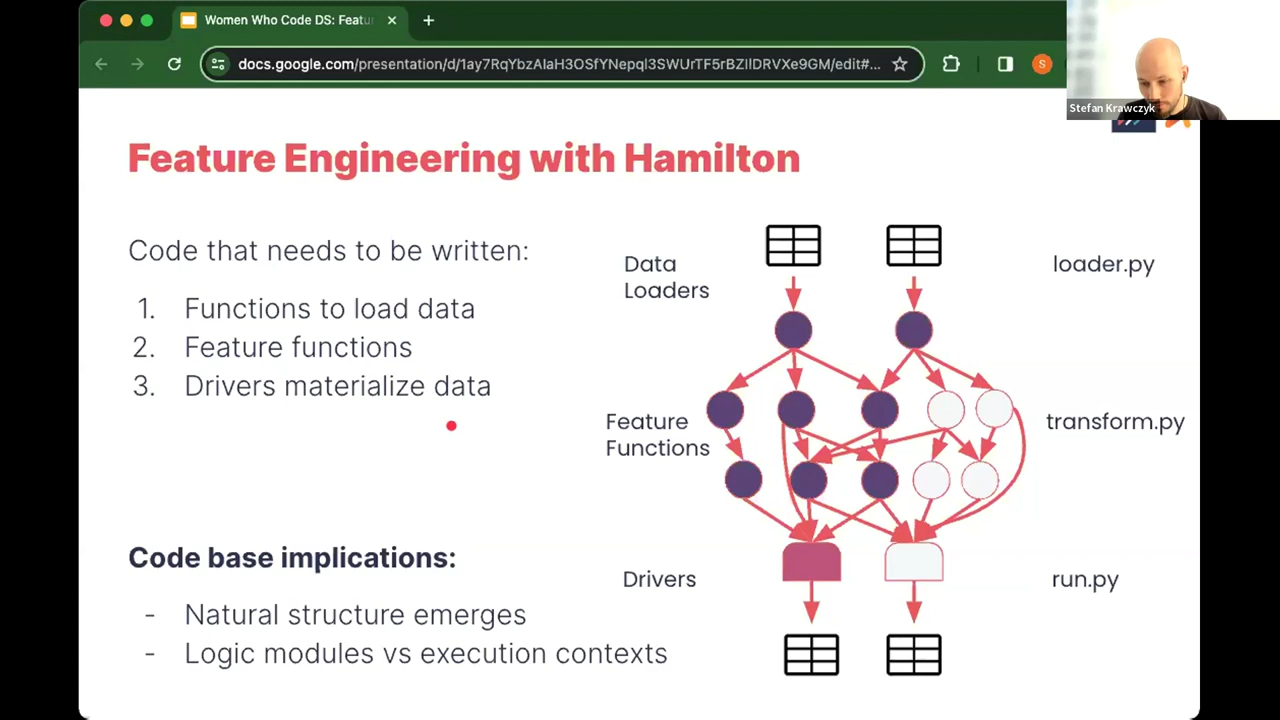 Women Who Code DS: Featu
docs.google.com/presentation/d/1ay7RqYbzAIaH3OSfYNepqI3SWUrTF5rBZIlDRVXe9GM/edit#...
S
Stefan Krawczyk
Feature Engineering with Hamilton
Code that needs to be written:
1. Functions to load data
2. Feature functions
3. Drivers materialize data
Code base implications:
- Natural structure emerges
- Logic modules vs execution contexts
Data
Loaders
loader.py
Feature
Functions
transform.py
Drivers
run.py